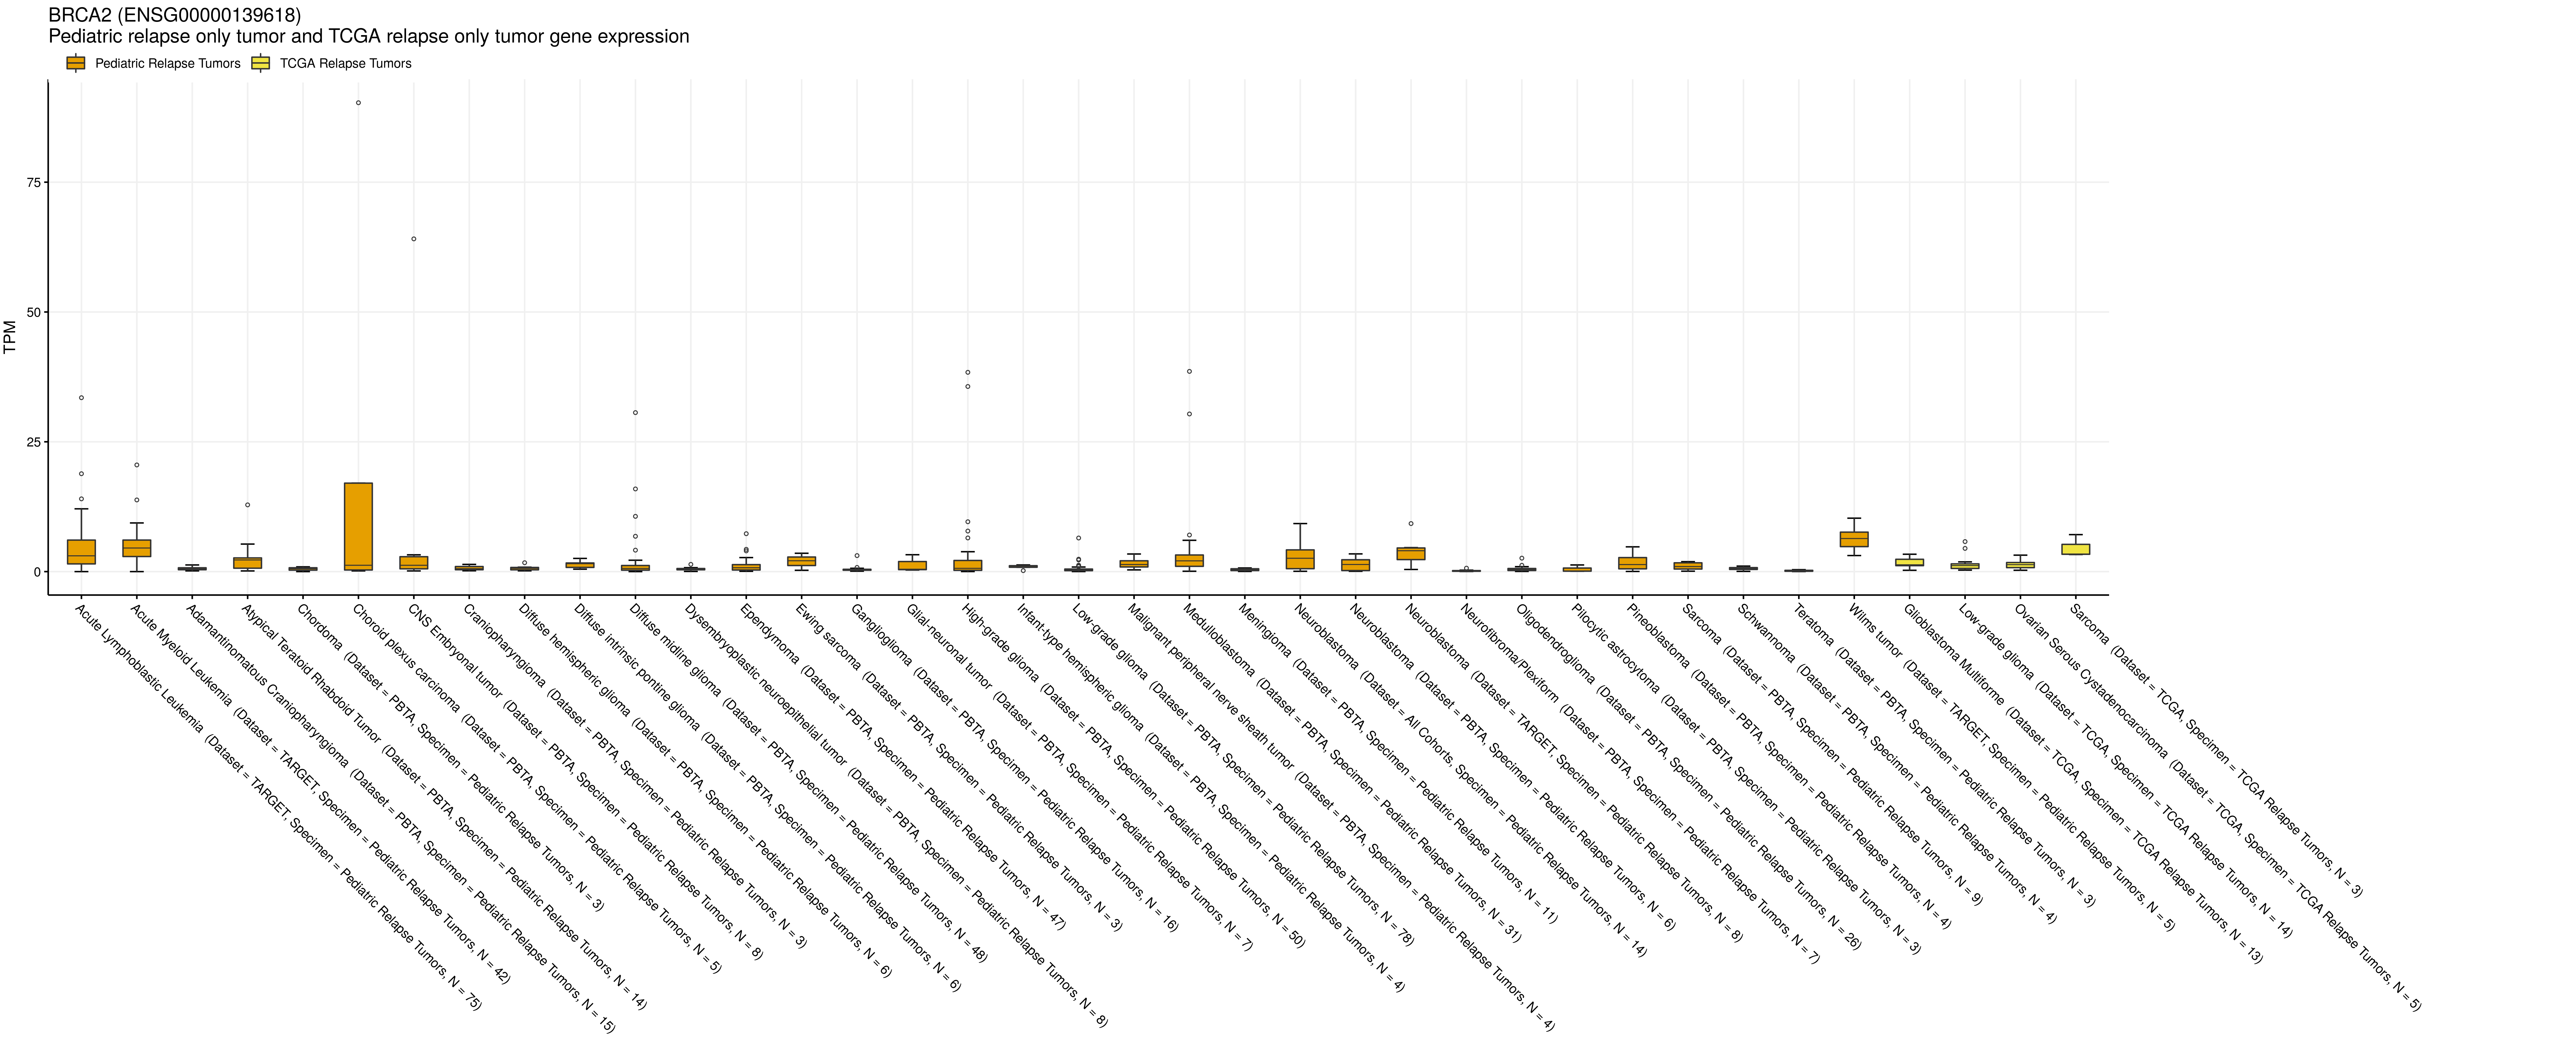 BRCA2 (ENSG00000139618)
Pediatric relapse only tumor and TCGA relapse only tumor gene expression
Pediatric Relapse Tumors
TCGA Relapse Tumors
TPM
75
50
25
0
Acute Lymphoblastic Leukemia (Dataset = TARGET, Specimen = Pediatric Relapse Tumors, N = 75)
Acute Myeloid Leukemia (Dataset = TARGET, Specimen = Pediatric Relapse Tumors, N = 42)
Adamantinomatous Craniopharyngioma (Dataset = PBTA, Specimen = Pediatric Relapse Tumors, N = 15)
Atypical Teratoid Rhabdoid Tumor (Dataset = PBTA, Specimen = Pediatric Relapse Tumors, N = 14)
Chordoma (Dataset = PBTA, Specimen = Pediatric Relapse Tumors, N = 3)
Choroid plexus carcinoma (Dataset = PBTA, Specimen = Pediatric Relapse Tumors, N = 5)
CNS Embryonal tumor (Dataset = PBTA, Specimen = Pediatric Relapse Tumors, N = 8)
Craniopharyngioma (Dataset = PBTA, Specimen = Pediatric Relapse Tumors, N = 3)
Diffuse hemispheric glioma (Dataset = PBTA, Specimen = Pediatric Relapse Tumors, N = 6)
Diffuse intrinsic pontine glioma (Dataset = PBTA, Specimen = Pediatric Relapse Tumors, N = 6)
Diffuse midline glioma (Dataset = PBTA, Specimen = Pediatric Relapse Tumors, N = 48)
Dysembryoplastic neuroepithelial tumor (Dataset = PBTA, Specimen = Pediatric Relapse Tumors, N = 8)
Ependymoma (Dataset = PBTA, Specimen = Pediatric Relapse Tumors, N = 47)
Ewing sarcoma (Dataset = PBTA, Specimen = Pediatric Relapse Tumors, N = 3)
Ganglioglioma (Dataset = PBTA, Specimen = Pediatric Relapse Tumors, N = 16)
Glial-neuronal tumor (Dataset = PBTA, Specimen = Pediatric Relapse Tumors, N = 7)
High-grade glioma (Dataset = PBTA, Specimen = Pediatric Relapse Tumors, N = 50)
Infant-type hemispheric glioma (Dataset = PBTA, Specimen = Pediatric Relapse Tumors, N = 4)
Low-grade glioma (Dataset = PBTA, Specimen = Pediatric Relapse Tumors, N = 78)
Malignant peripheral nerve sheath tumor (Dataset = PBTA, Specimen = Pediatric Relapse Tumors, N = 4)
Medulloblastoma (Dataset = PBTA, Specimen = Pediatric Relapse Tumors, N = 31)
Meningioma (Dataset = PBTA, Specimen = Pediatric Relapse Tumors, N = 11)
Neuroblastoma (Dataset = All Cohorts, Specimen = Pediatric Relapse Tumors, N = 14)
Neuroblastoma (Dataset = PBTA, Specimen = Pediatric Relapse Tumors, N = 6)
Neuroblastoma (Dataset = TARGET, Specimen = Pediatric Relapse Tumors, N = 8)
Neurofibroma/Plexiform (Dataset = PBTA, Specimen = Pediatric Relapse Tumors, N = 7)
Oligodendroglioma (Dataset = PBTA, Specimen = Pediatric Relapse Tumors, N = 26)
Pilocytic astrocytoma (Dataset = PBTA, Specimen = Pediatric Relapse Tumors, N = 3)
Pineoblastoma (Dataset = PBTA, Specimen = Pediatric Relapse Tumors, N = 4)
Sarcoma (Dataset = PBTA, Specimen = Pediatric Relapse Tumors, N = 9)
Schwannoma (Dataset = PBTA, Specimen = Pediatric Relapse Tumors, N = 4)
Teratoma (Dataset = PBTA, Specimen = Pediatric Relapse Tumors, N = 3)
Wilms tumor (Dataset = TARGET, Specimen = Pediatric Relapse Tumors, N = 5)
Glioblastoma Multiforme (Dataset = TCGA, Specimen = TCGA Relapse Tumors, N = 13)
Low-grade glioma (Dataset = TCGA, Specimen = TCGA Relapse Tumors, N = 14)
Ovarian Serous Cystadenocarcinoma (Dataset = TCGA, Specimen = TCGA Relapse Tumors, N = 5)
Sarcoma (Dataset = TCGA, Specimen = TCGA Relapse Tumors, N = 3)